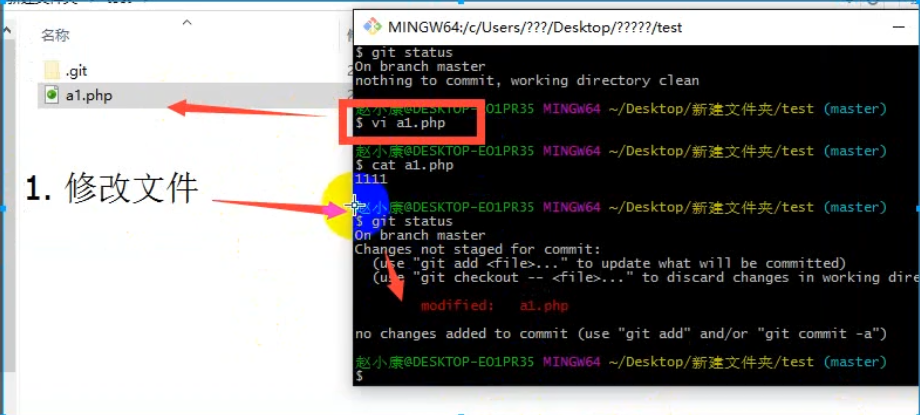 名称
.git
a1.php
1. 修改文件
MINGW64:/c/Users/???/Desktop/?????/test
$ git status
On branch master
nothing to commit, working directory clean
赵小康@DESKTOP-EO1PR35 MINGW64 ~/Desktop/新建文件夹/test (master)
$ vi a1.php
赵小康@DESKTOP-EO1PR35 MINGW64 ~/Desktop/新建文件夹/test (master)
$ cat a1.php
1111
赵小康@DESKTOP-EO1PR35 MINGW64 ~/Desktop/新建文件夹/test (master)
$ git status
On branch master
Changes not staged for commit:
(use "git add <file>..." to update what will be committed)
(use "git checkout -- <file>..." to discard changes in working dire
modified: a1.php
no changes added to commit (use "git add" and/or "git commit -a")
赵小康@DESKTOP-EO1PR35 MINGW64 ~/Desktop/新建文件夹/test (master)
$